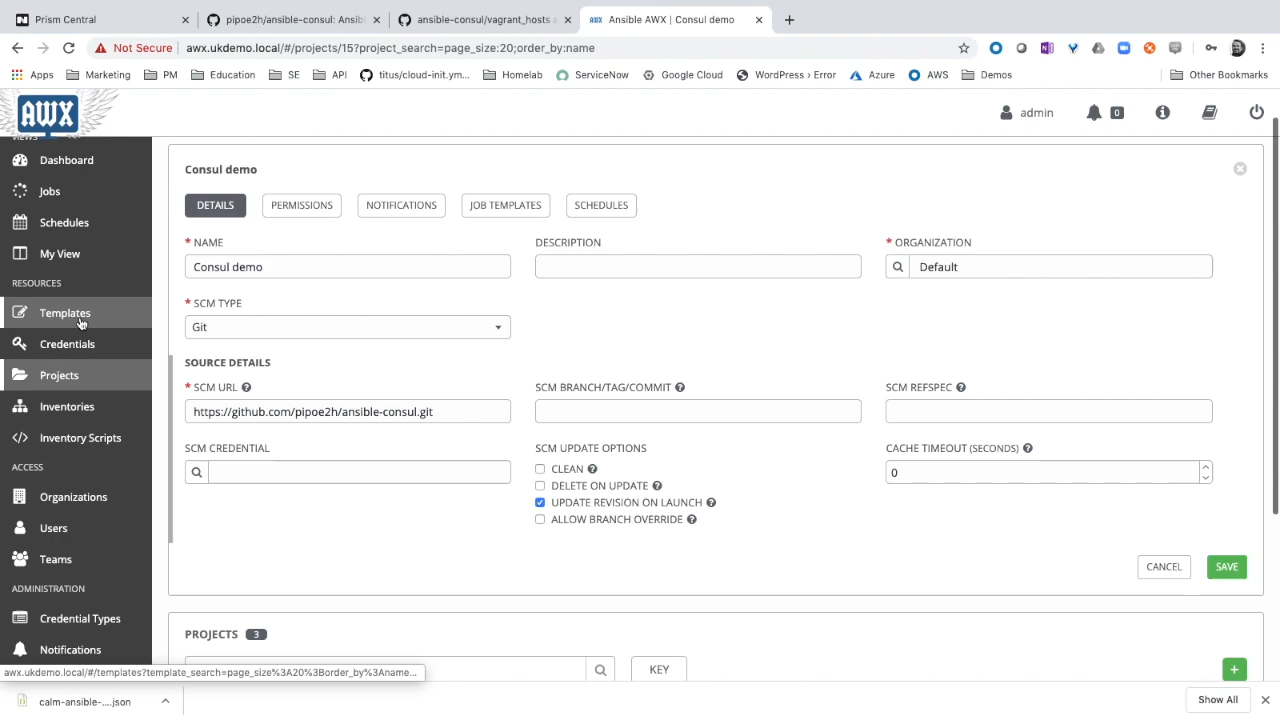 Prism Central
pipoe2h/ansible-consul: Ansibl
ansible-consul/vagrant_hosts a
AWX Ansible AWX | Consul demo
Not Secure
awx.ukdemo.local/#/projects/15?project_search=page_size:20;order_by:name
Apps
Marketing
PM
Education
SE
API
titus/cloud-init.ym...
Homelab
ServiceNow
Google Cloud
WordPress › Error
Azure
AWS
Demos
Other Bookmarks
AWX
admin
0
VIEWS
Dashboard
Jobs
Schedules
My View
RESOURCES
Templates
Credentials
Projects
Inventories
Inventory Scripts
ACCESS
Organizations
Users
Teams
ADMINISTRATION
Credential Types
Notifications
Consul demo
DETAILS
PERMISSIONS
NOTIFICATIONS
JOB TEMPLATES
SCHEDULES
* NAME
DESCRIPTION
* ORGANIZATION
Consul demo
Default
* SCM TYPE
Git
SOURCE DETAILS
* SCM URL
SCM BRANCH/TAG/COMMIT
SCM REFSPEC
https://github.com/pipoe2h/ansible-consul.git
SCM CREDENTIAL
SCM UPDATE OPTIONS
CACHE TIMEOUT (SECONDS)
CLEAN
DELETE ON UPDATE
UPDATE REVISION ON LAUNCH
ALLOW BRANCH OVERRIDE
0
CANCEL
SAVE
PROJECTS 3
KEY
awx.ukdemo.local/#/templates?template_search=page_size%3A20%3Border_by%3Aname...
calm-ansible-....json
Show All